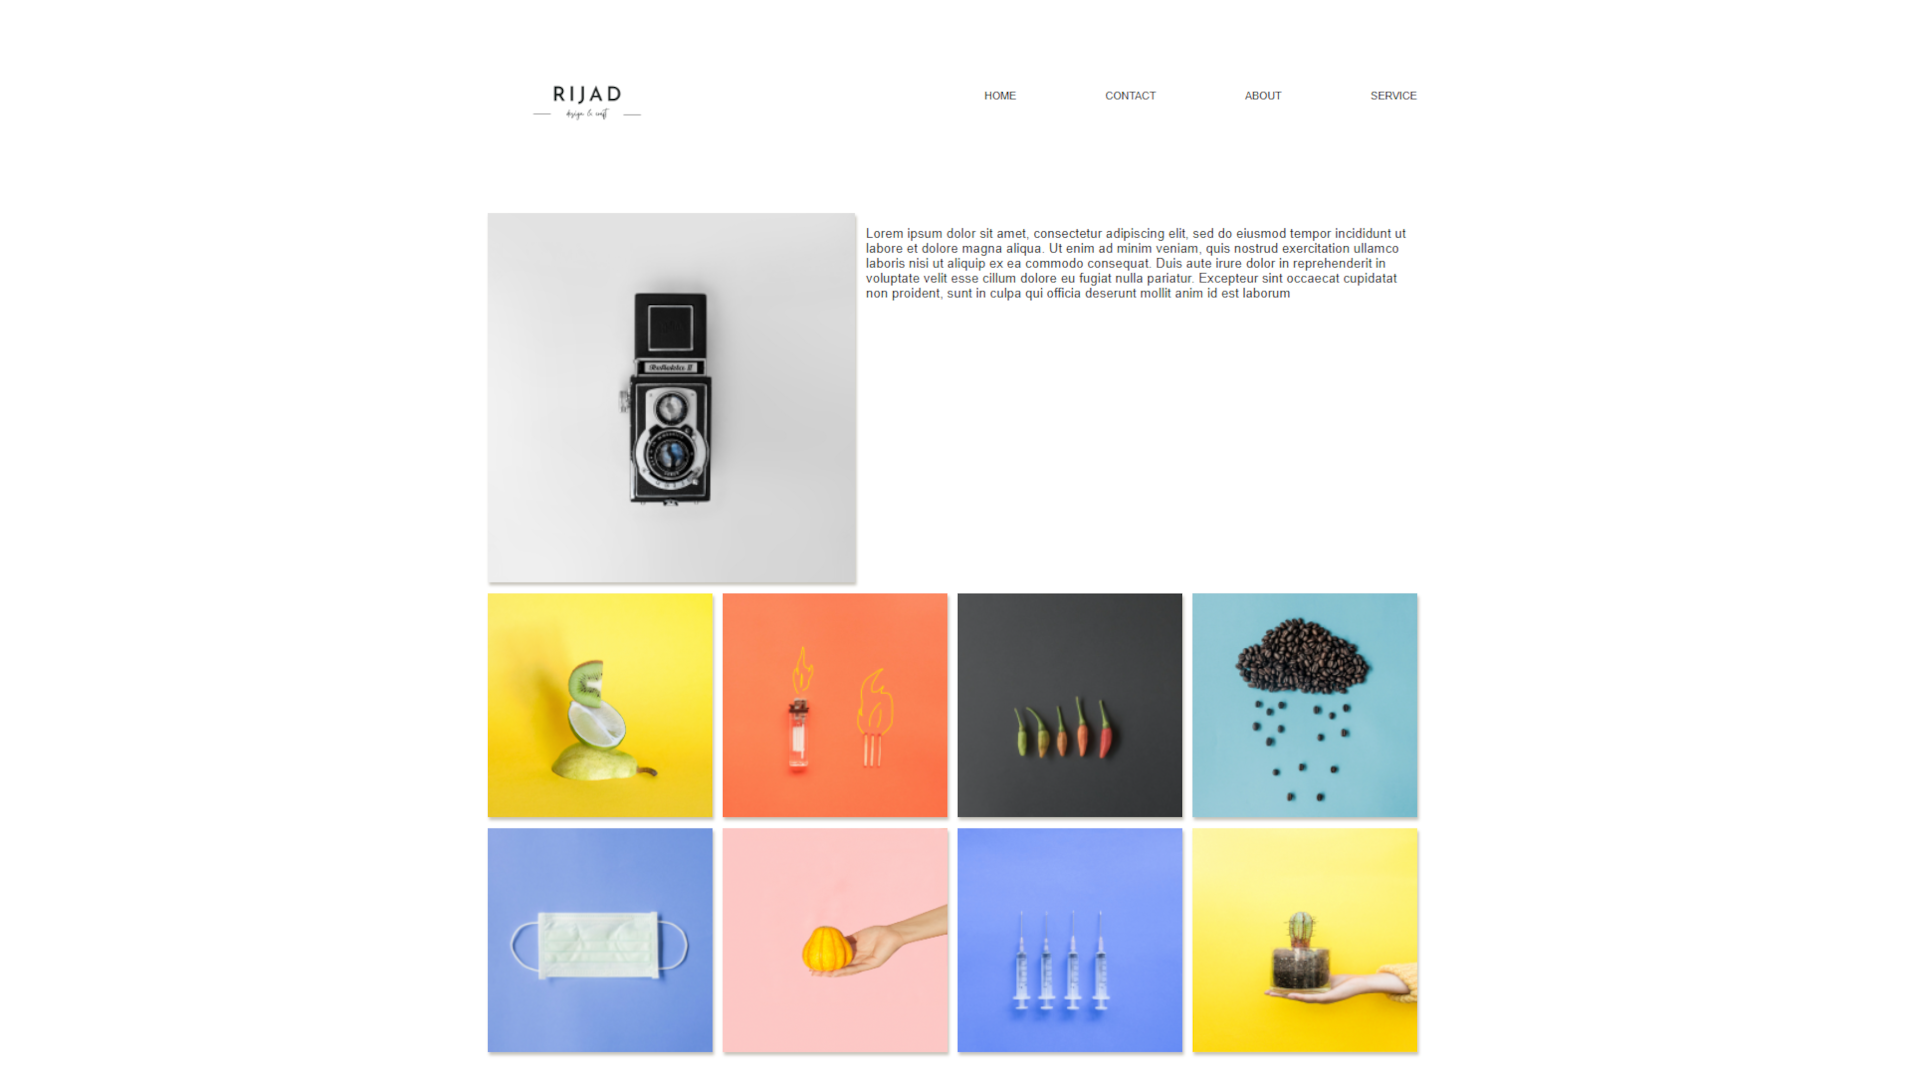 RIJAD
design & craft
HOME
CONTACT
ABOUT
SERVICE
Lorem ipsum dolor sit amet, consectetur adipiscing elit, sed do eiusmod tempor incididunt ut
labore et dolore magna aliqua. Ut enim ad minim veniam, quis nostrud exercitation ullamco
laboris nisi ut aliquip ex ea commodo consequat. Duis aute irure dolor in reprehenderit in
voluptate velit esse cillum dolore eu fugiat nulla pariatur. Excepteur sint occaecat cupidatat
non proident, sunt in culpa qui officia deserunt mollit anim id est laborum